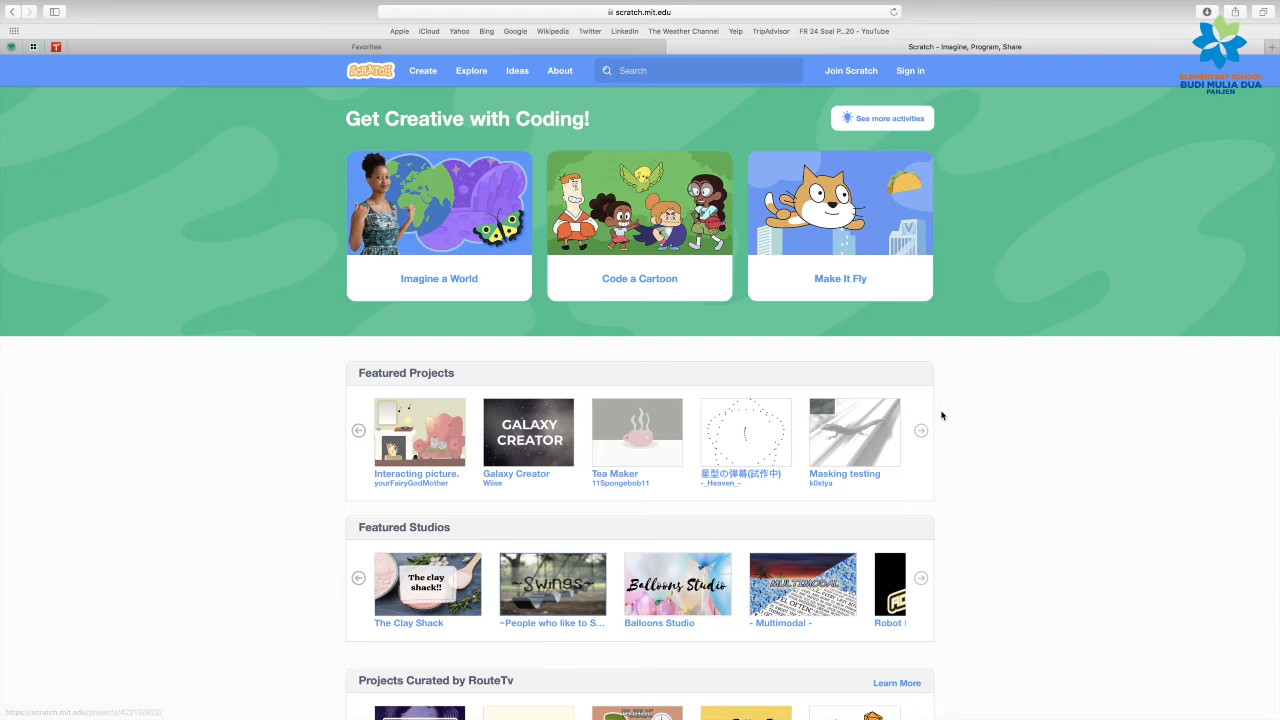 scratch.mit.edu
Apple iCloud Yahoo Bing Google Wikipedia Twitter LinkedIn The Weather Channel Yelp TripAdvisor FR 24 Soal P...20 - YouTube
Favorites
Scratch - Imagine, Program, Share
ELEMENTARY SCHOOL
BUDI MULIA DUA
PANJEN
SCRATCH Create Explore Ideas About Search Join Scratch Sign in
Get Creative with Coding!
See more activities
Imagine a World
Code a Cartoon
Make It Fly
Featured Projects
GALAXY
CREATOR
Interacting picture. Galaxy Creator Tea Maker 星型の弾幕(試作中) Masking testing
yourFairyGodMother Wiise 11Spongebob11 -_Heaven_- k0stya
Featured Studios
The clay
shack!!
~Swings~
Balloons Studio
MULTIMODAL
The Clay Shack ~People who like to S... Balloons Studio - Multimodal - Robot
Projects Curated by RouteTv
Learn More
https://scratch.mit.edu/projects/422112922/